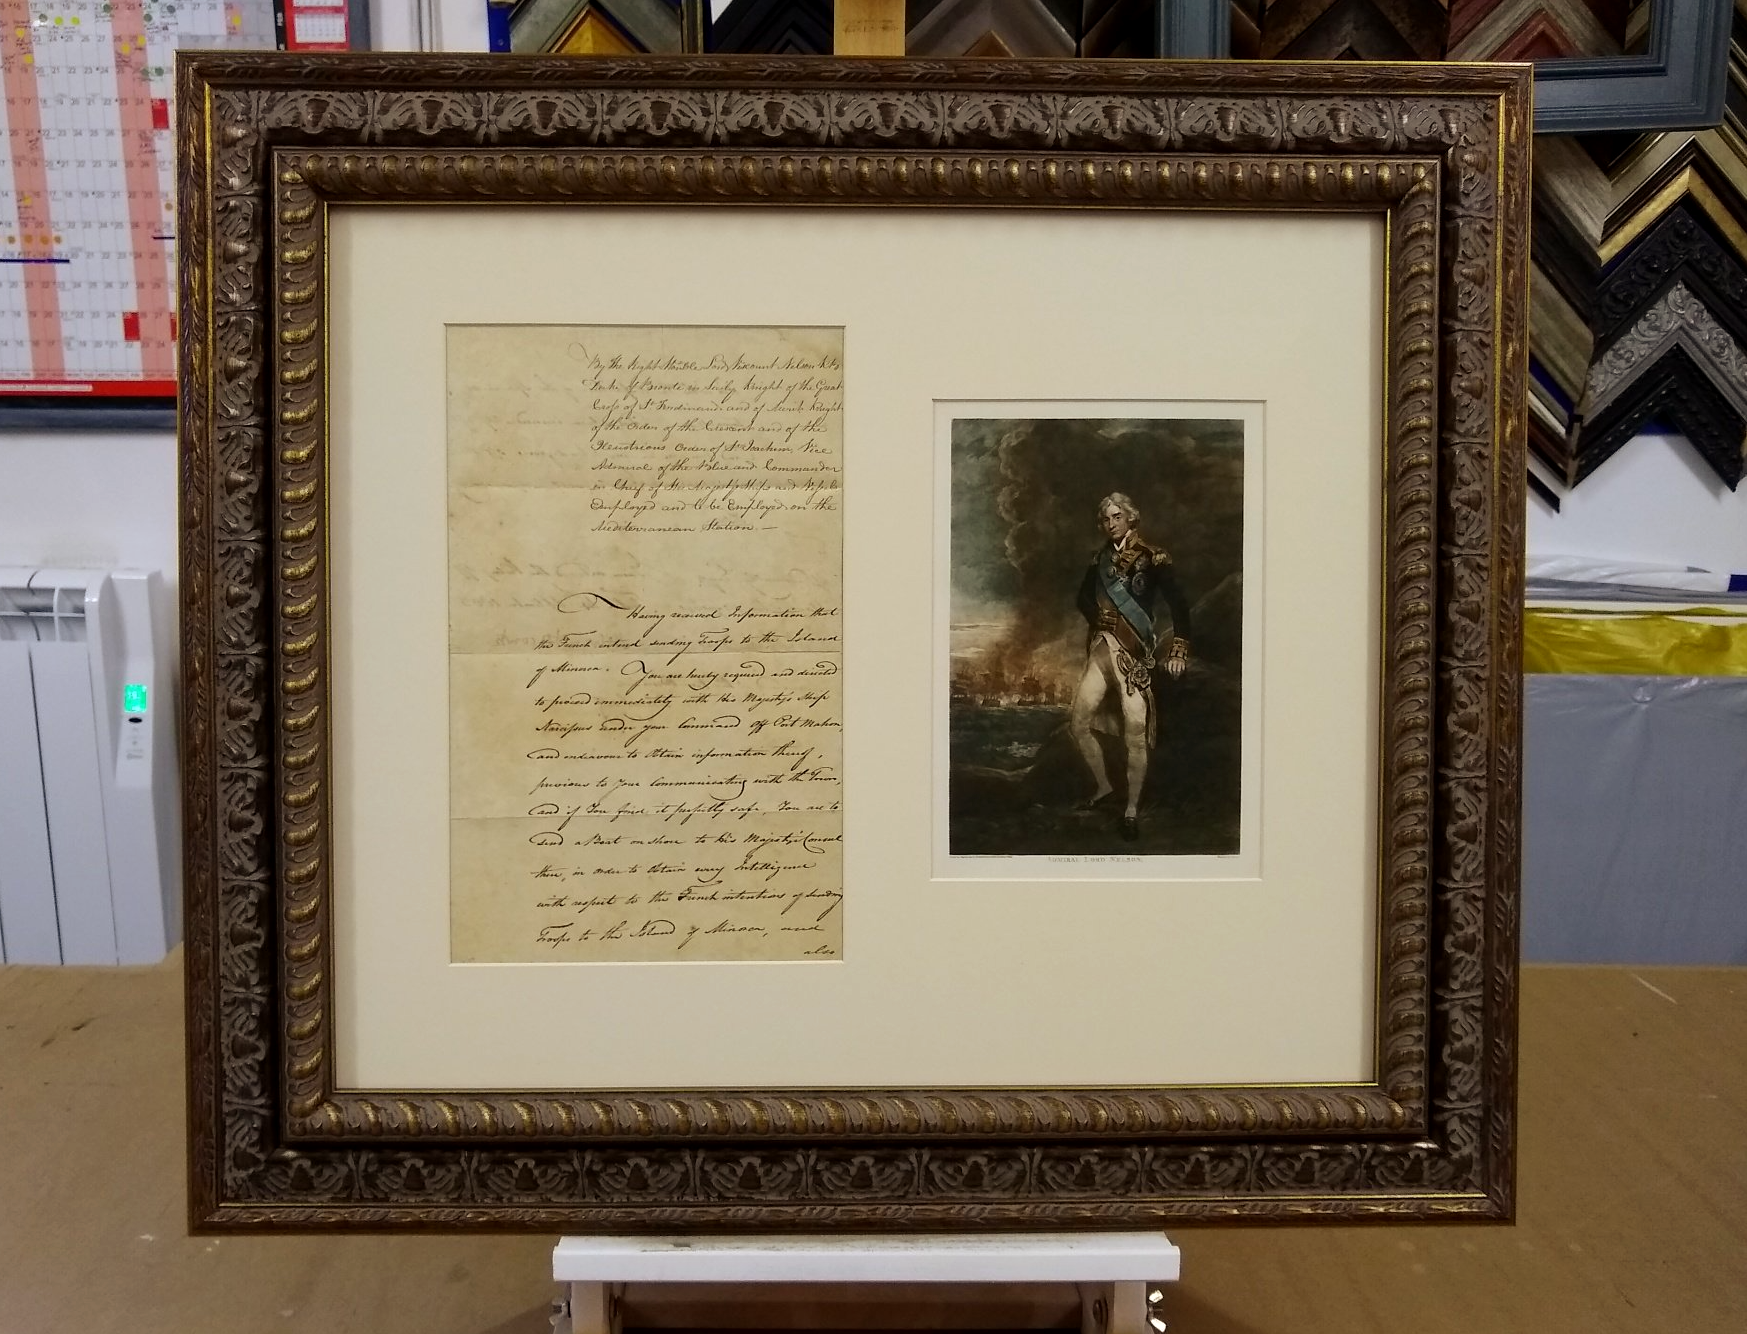 By the Right Honble Lord Viscount Nelson K.B.
Duke of Bronte in Sicily Knight of the Great
Cross of St Ferdinand and of Merit, Knight
of the Order of the Crescent and of the
Illustrious Order of St Joachim, Vice
Admiral of the Blue and Commander
in Chief of His Majestys Ships and Vessels
Employed and to be Employed on the
Mediterranean Station. —
Having received Information that
the French intend sending Troops to the Island
of Minorca. You are hereby required and directed
to proceed immediately with his Majesty's Ship
Narcissus under your Command off Port Mahon,
and endeavour to Obtain information thereof,
previous to your Communicating with the Town,
and if You find it perfectly safe, You are to
Send a Boat on shore to his Majesty's Consul
there, in order to Obtain every Intelligence
with respect to the French intentions of sending
Troops to the Island of Minorca, and
also
ADMIRAL LORD NELSON.